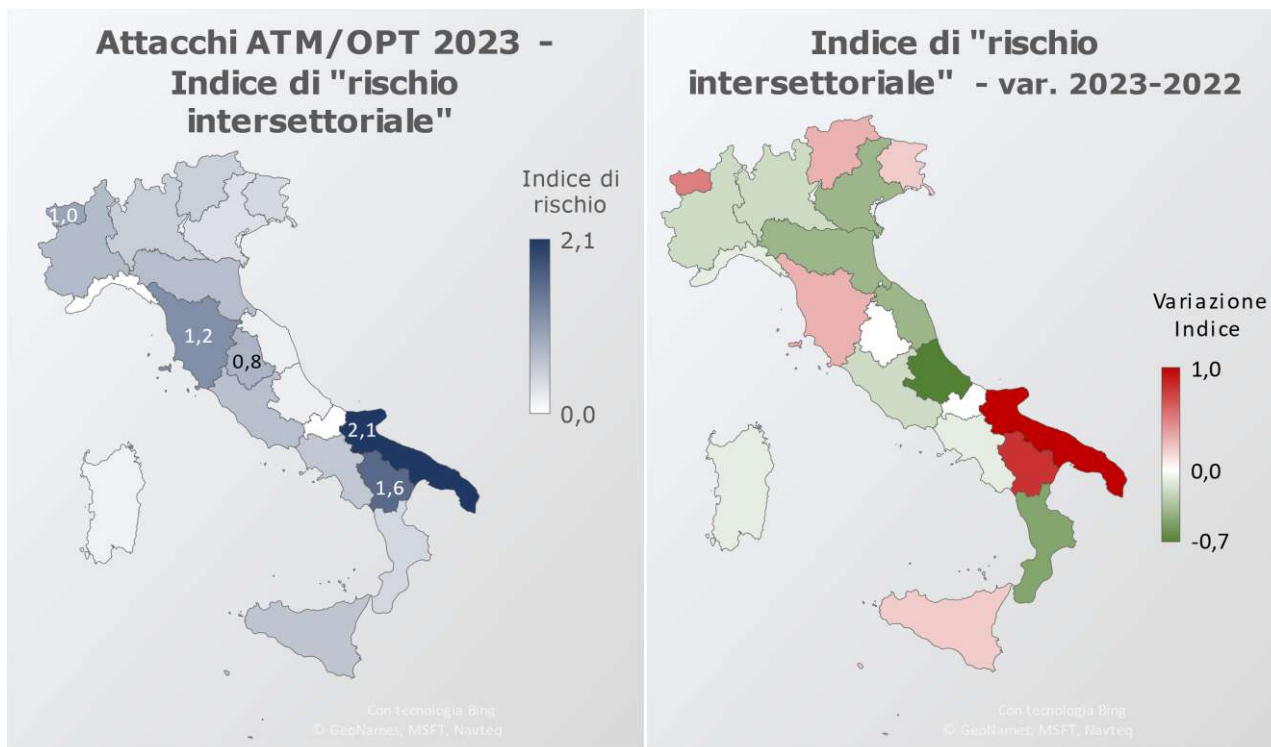 Attacchi ATM/OPT 2023 -
Indice di "rischio
intersettoriale"
Indice di
rischio
2,1
0,0
1,0
1,2
0,8
2,1
1,6
Con tecnologia Bing
© GeoNames, MSFT, Navteq
Indice di "rischio
intersettoriale" - var. 2023-2022
Variazione
Indice
1,0
0,0
-0,7
Con tecnologia Bing
© GeoNames, MSFT, Navteq